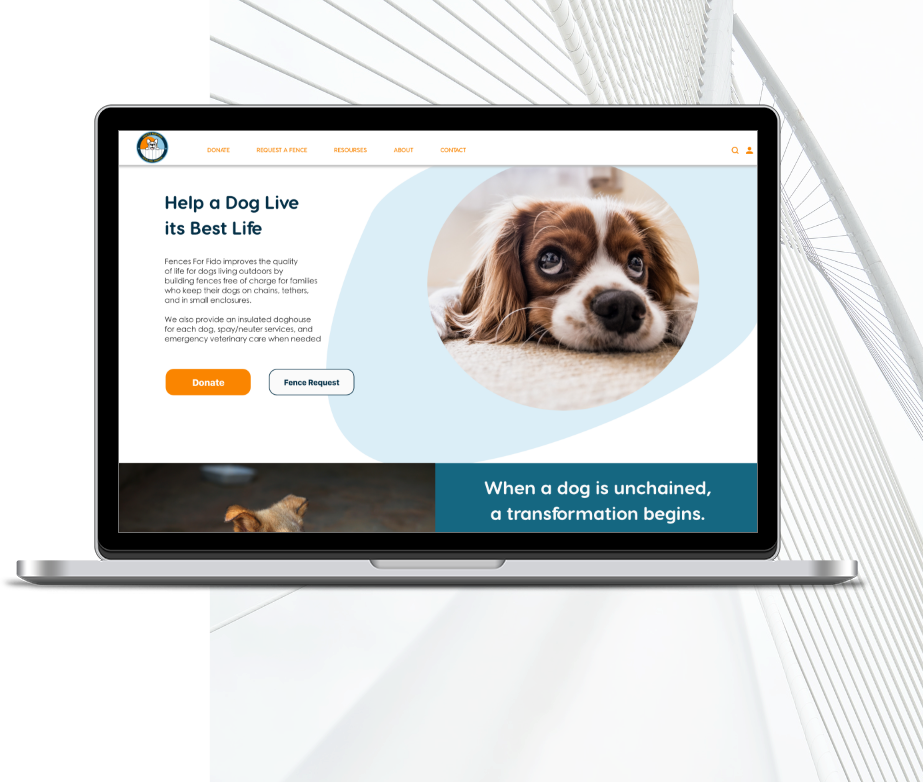 DONATE
REQUEST A FENCE
RESOURSES
ABOUT
CONTACT
Help a Dog Live
its Best Life
Fences For Fido improves the quality
of life for dogs living outdoors by
building fences free of charge for families
who keep their dogs on chains, tethers,
and in small enclosures.
We also provide an insulated doghouse
for each dog, spay/neuter services, and
emergency veterinary care when needed
Donate
Fence Request
When a dog is unchained,
a transformation begins.